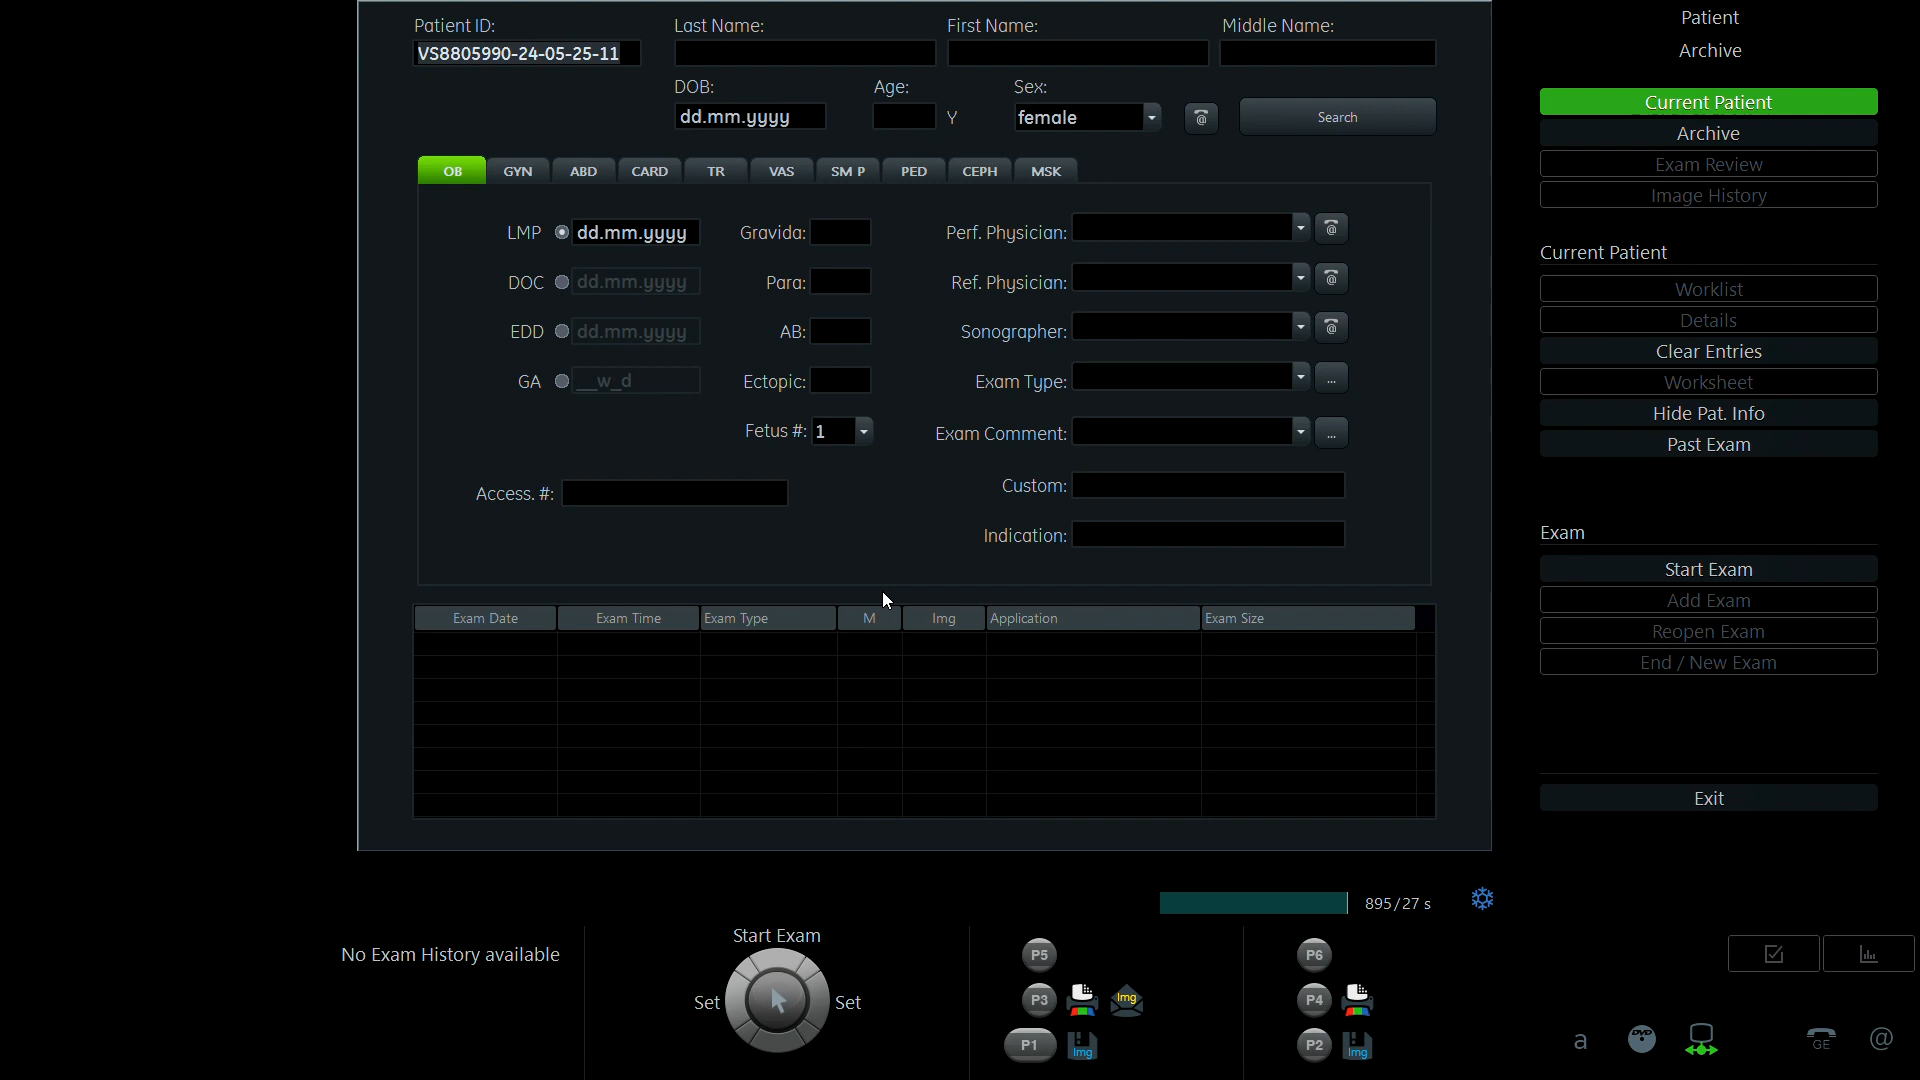 Patient ID: Last Name: First Name: Middle Name:
VS8805990-24-05-25-11
DOB: Age: Sex:
dd.mm.yyyy Y female @ Search
OB GYN ABD CARD TR VAS SM P PED CEPH MSK
LMP dd.mm.yyyy Gravida: Perf. Physician: @
DOC dd.mm.yyyy Para: Ref. Physician: @
EDD dd.mm.yyyy AB: Sonographer: @
GA __w_d Ectopic: Exam Type: ...
Fetus #: 1 Exam Comment: ...
Access. #: Custom:
Indication:
Exam Date Exam Time Exam Type M Img Application Exam Size
Patient
Archive
Current Patient
Archive
Exam Review
Image History
Current Patient
Worklist
Details
Clear Entries
Worksheet
Hide Pat. Info
Past Exam
Exam
Start Exam
Add Exam
Reopen Exam
End / New Exam
Exit
895/27 s
No Exam History available
Start Exam
Set Set
P5 P6
P3 Img P4
P1 Img P2 Img
a DVD GE @